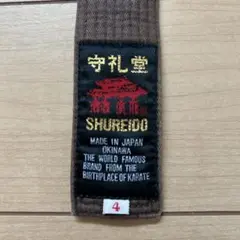 守礼堂
SHUREIDO
MADE IN JAPAN
OKINAWA
THE WORLD FAMOUS
BRAND FROM THE
BIRTHPLACE OF KARATE
4